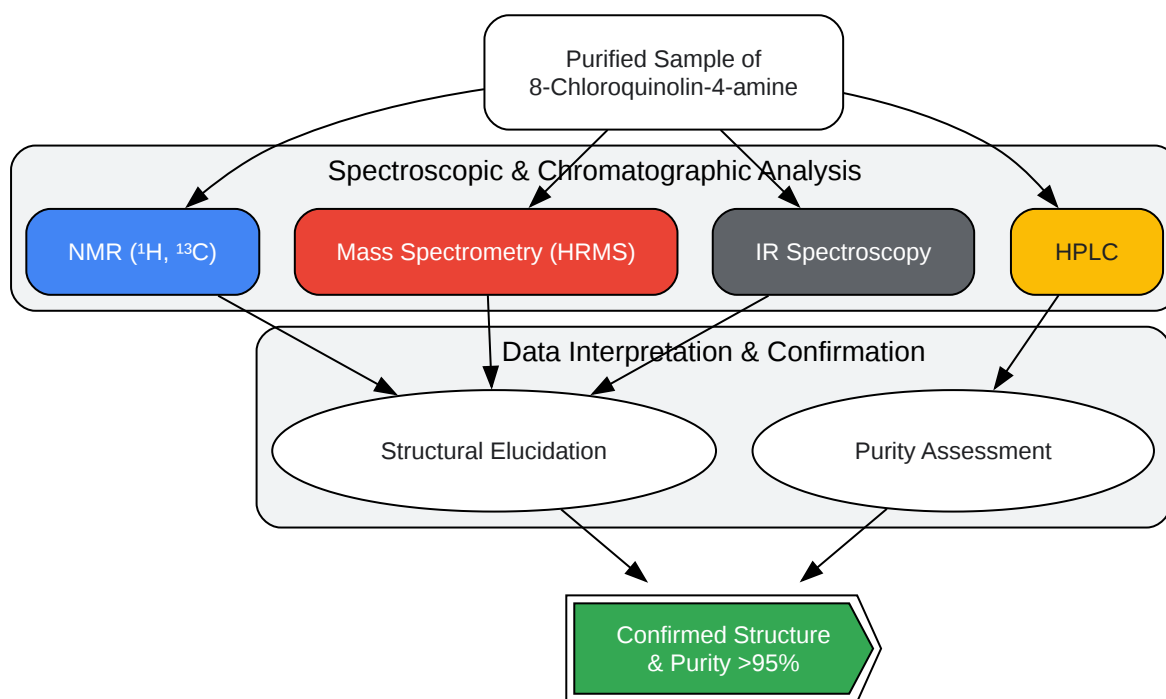 Purified Sample of
8-Chloroquinolin-4-amine
Spectroscopic & Chromatographic Analysis
NMR (¹H, ¹³C)
Mass Spectrometry (HRMS)
IR Spectroscopy
HPLC
Data Interpretation & Confirmation
Structural Elucidation
Purity Assessment
Confirmed Structure
& Purity >95%